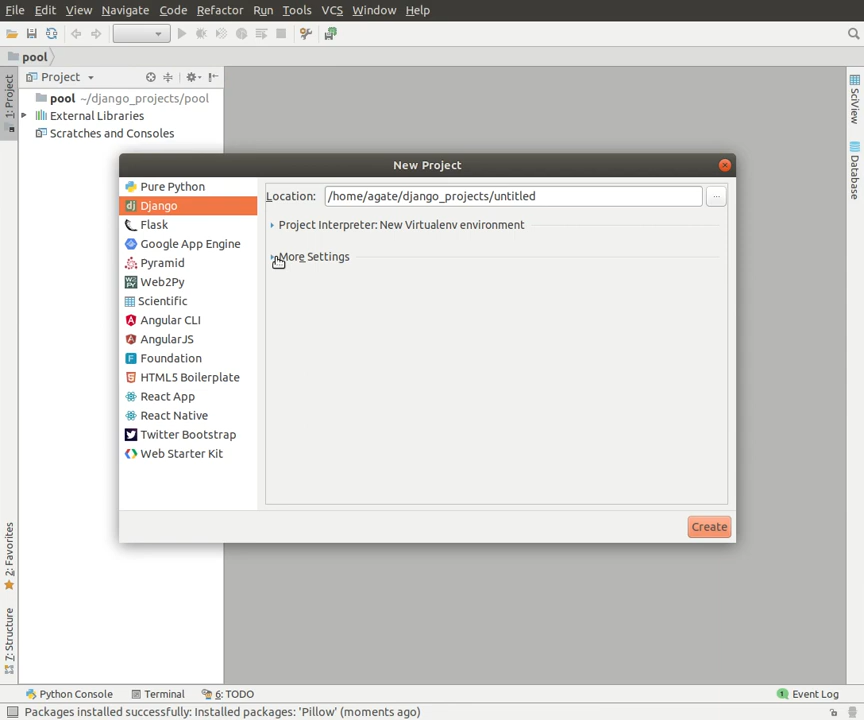 File Edit View Navigate Code Refactor Run Tools VCS Window Help
pool
1: Project
Project
pool ~/django_projects/pool
External Libraries
Scratches and Consoles
SciView
Database
New Project
Pure Python
Django
Flask
Google App Engine
Pyramid
Web2Py
Scientific
Angular CLI
AngularJS
Foundation
HTML5 Boilerplate
React App
React Native
Twitter Bootstrap
Web Starter Kit
Location: /home/agate/django_projects/untitled ...
Project Interpreter: New Virtualenv environment
More Settings
Create
2: Favorites
7: Structure
Python Console Terminal 6: TODO 1 Event Log
Packages installed successfully: Installed packages: 'Pillow' (moments ago)